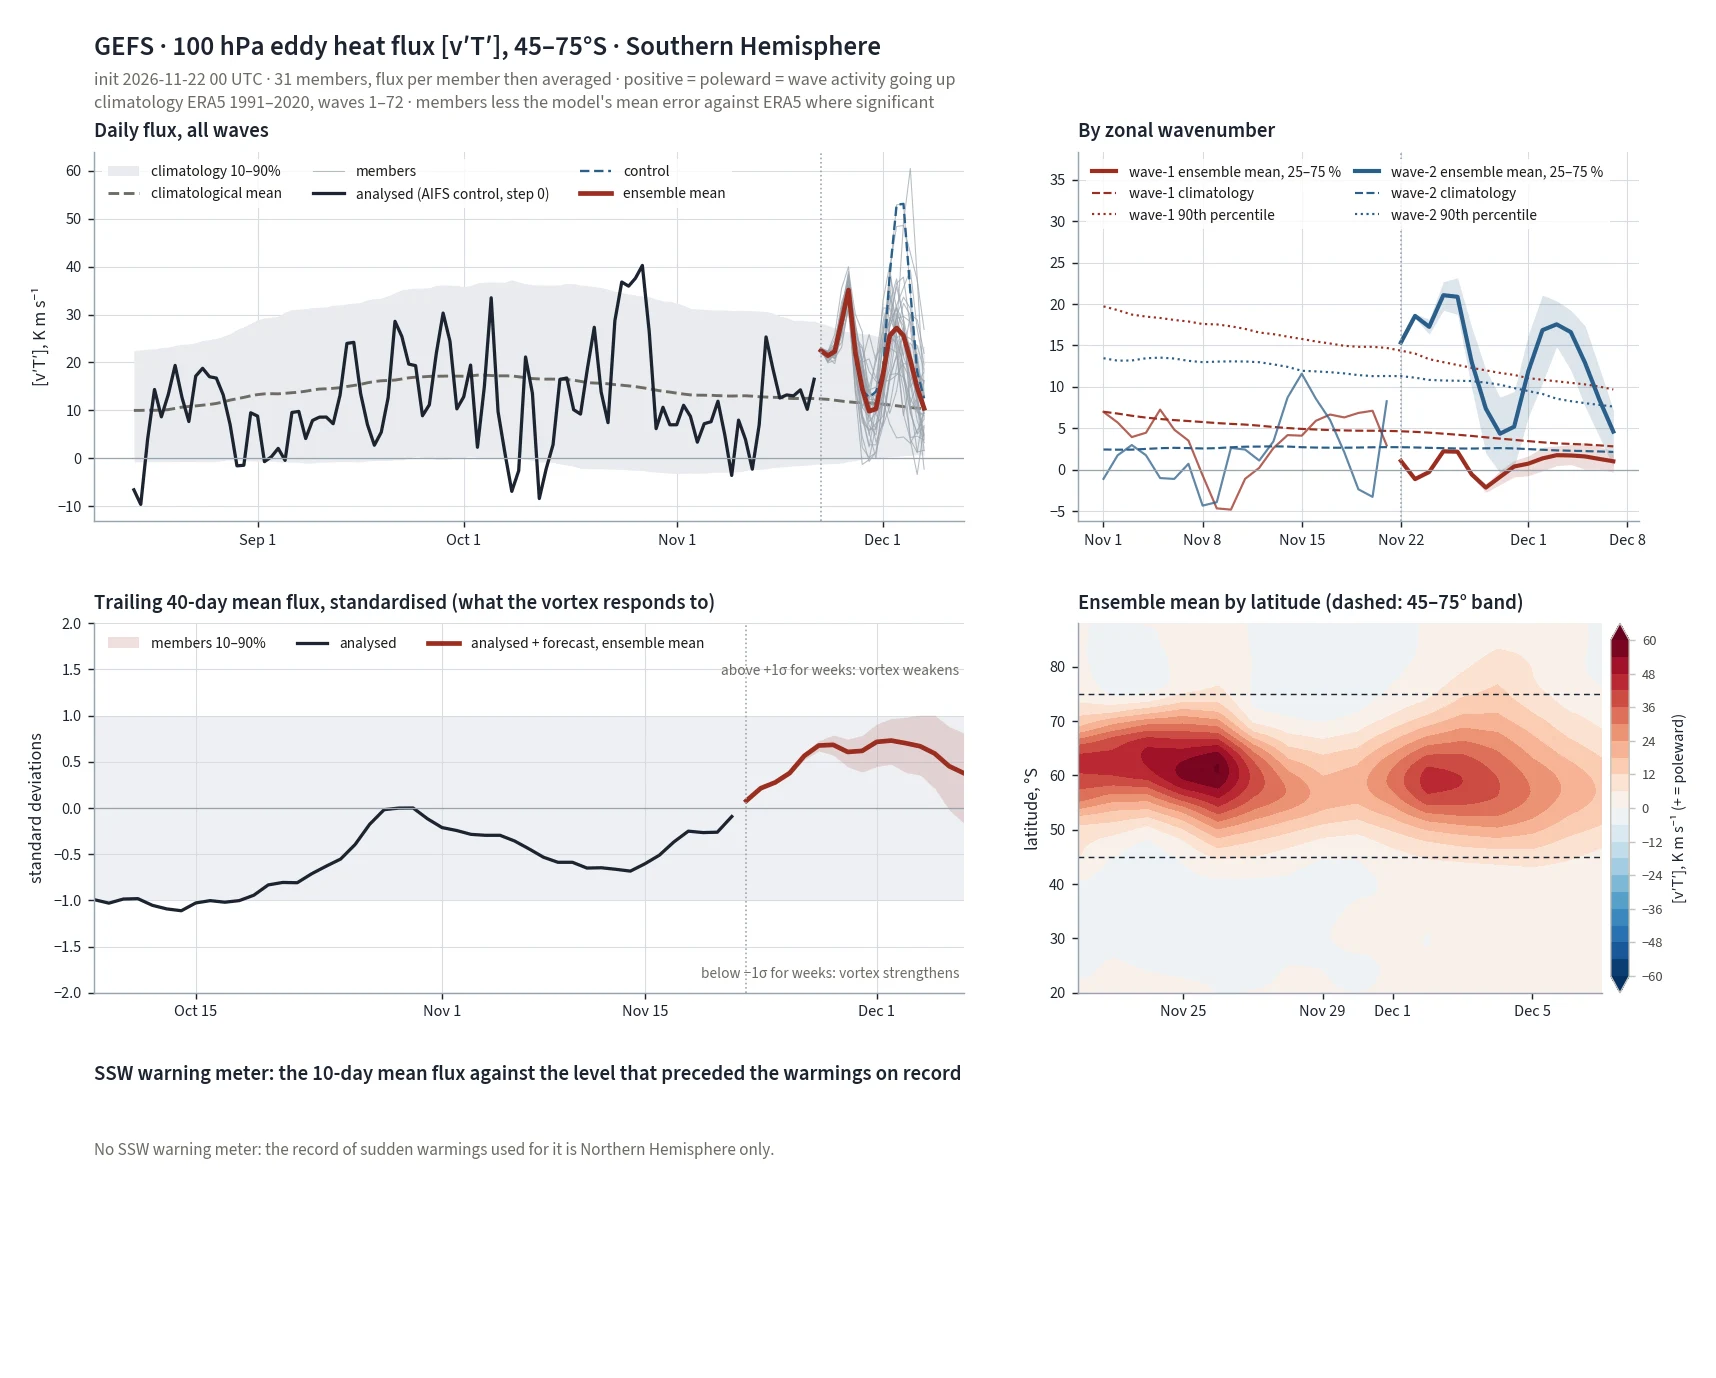 GEFS · 100 hPa eddy heat flux [v′T′], 45–75°S · Southern Hemisphere
init 2026-11-22 00 UTC · 31 members, flux per member then averaged · positive = poleward = wave activity going up
climatology ERA5 1991–2020, waves 1–72 · members less the model's mean error against ERA5 where significant
Daily flux, all waves
climatology 10–90%
members
control
climatological mean
analysed (AIFS control, step 0)
ensemble mean
[v′T′], K m s⁻¹
60
50
40
30
20
10
0
−10
Sep 1
Oct 1
Nov 1
Dec 1
By zonal wavenumber
wave-1 ensemble mean, 25–75 %
wave-2 ensemble mean, 25–75 %
wave-1 climatology
wave-2 climatology
wave-1 90th percentile
wave-2 90th percentile
35
30
25
20
15
10
5
0
−5
Nov 1
Nov 8
Nov 15
Nov 22
Dec 1
Dec 8
Trailing 40-day mean flux, standardised (what the vortex responds to)
members 10–90%
analysed
analysed + forecast, ensemble mean
above +1σ for weeks: vortex weakens
below −1σ for weeks: vortex strengthens
standard deviations
2.0
1.5
1.0
0.5
0.0
−0.5
−1.0
−1.5
−2.0
Oct 15
Nov 1
Nov 15
Dec 1
Ensemble mean by latitude (dashed: 45–75° band)
latitude, °S
80
70
60
50
40
30
20
Nov 25
Nov 29
Dec 1
Dec 5
60
48
36
24
12
0
−12
−24
−36
−48
−60
[v′T′], K m s⁻¹ (+ = poleward)
SSW warning meter: the 10-day mean flux against the level that preceded the warmings on record
No SSW warning meter: the record of sudden warmings used for it is Northern Hemisphere only.